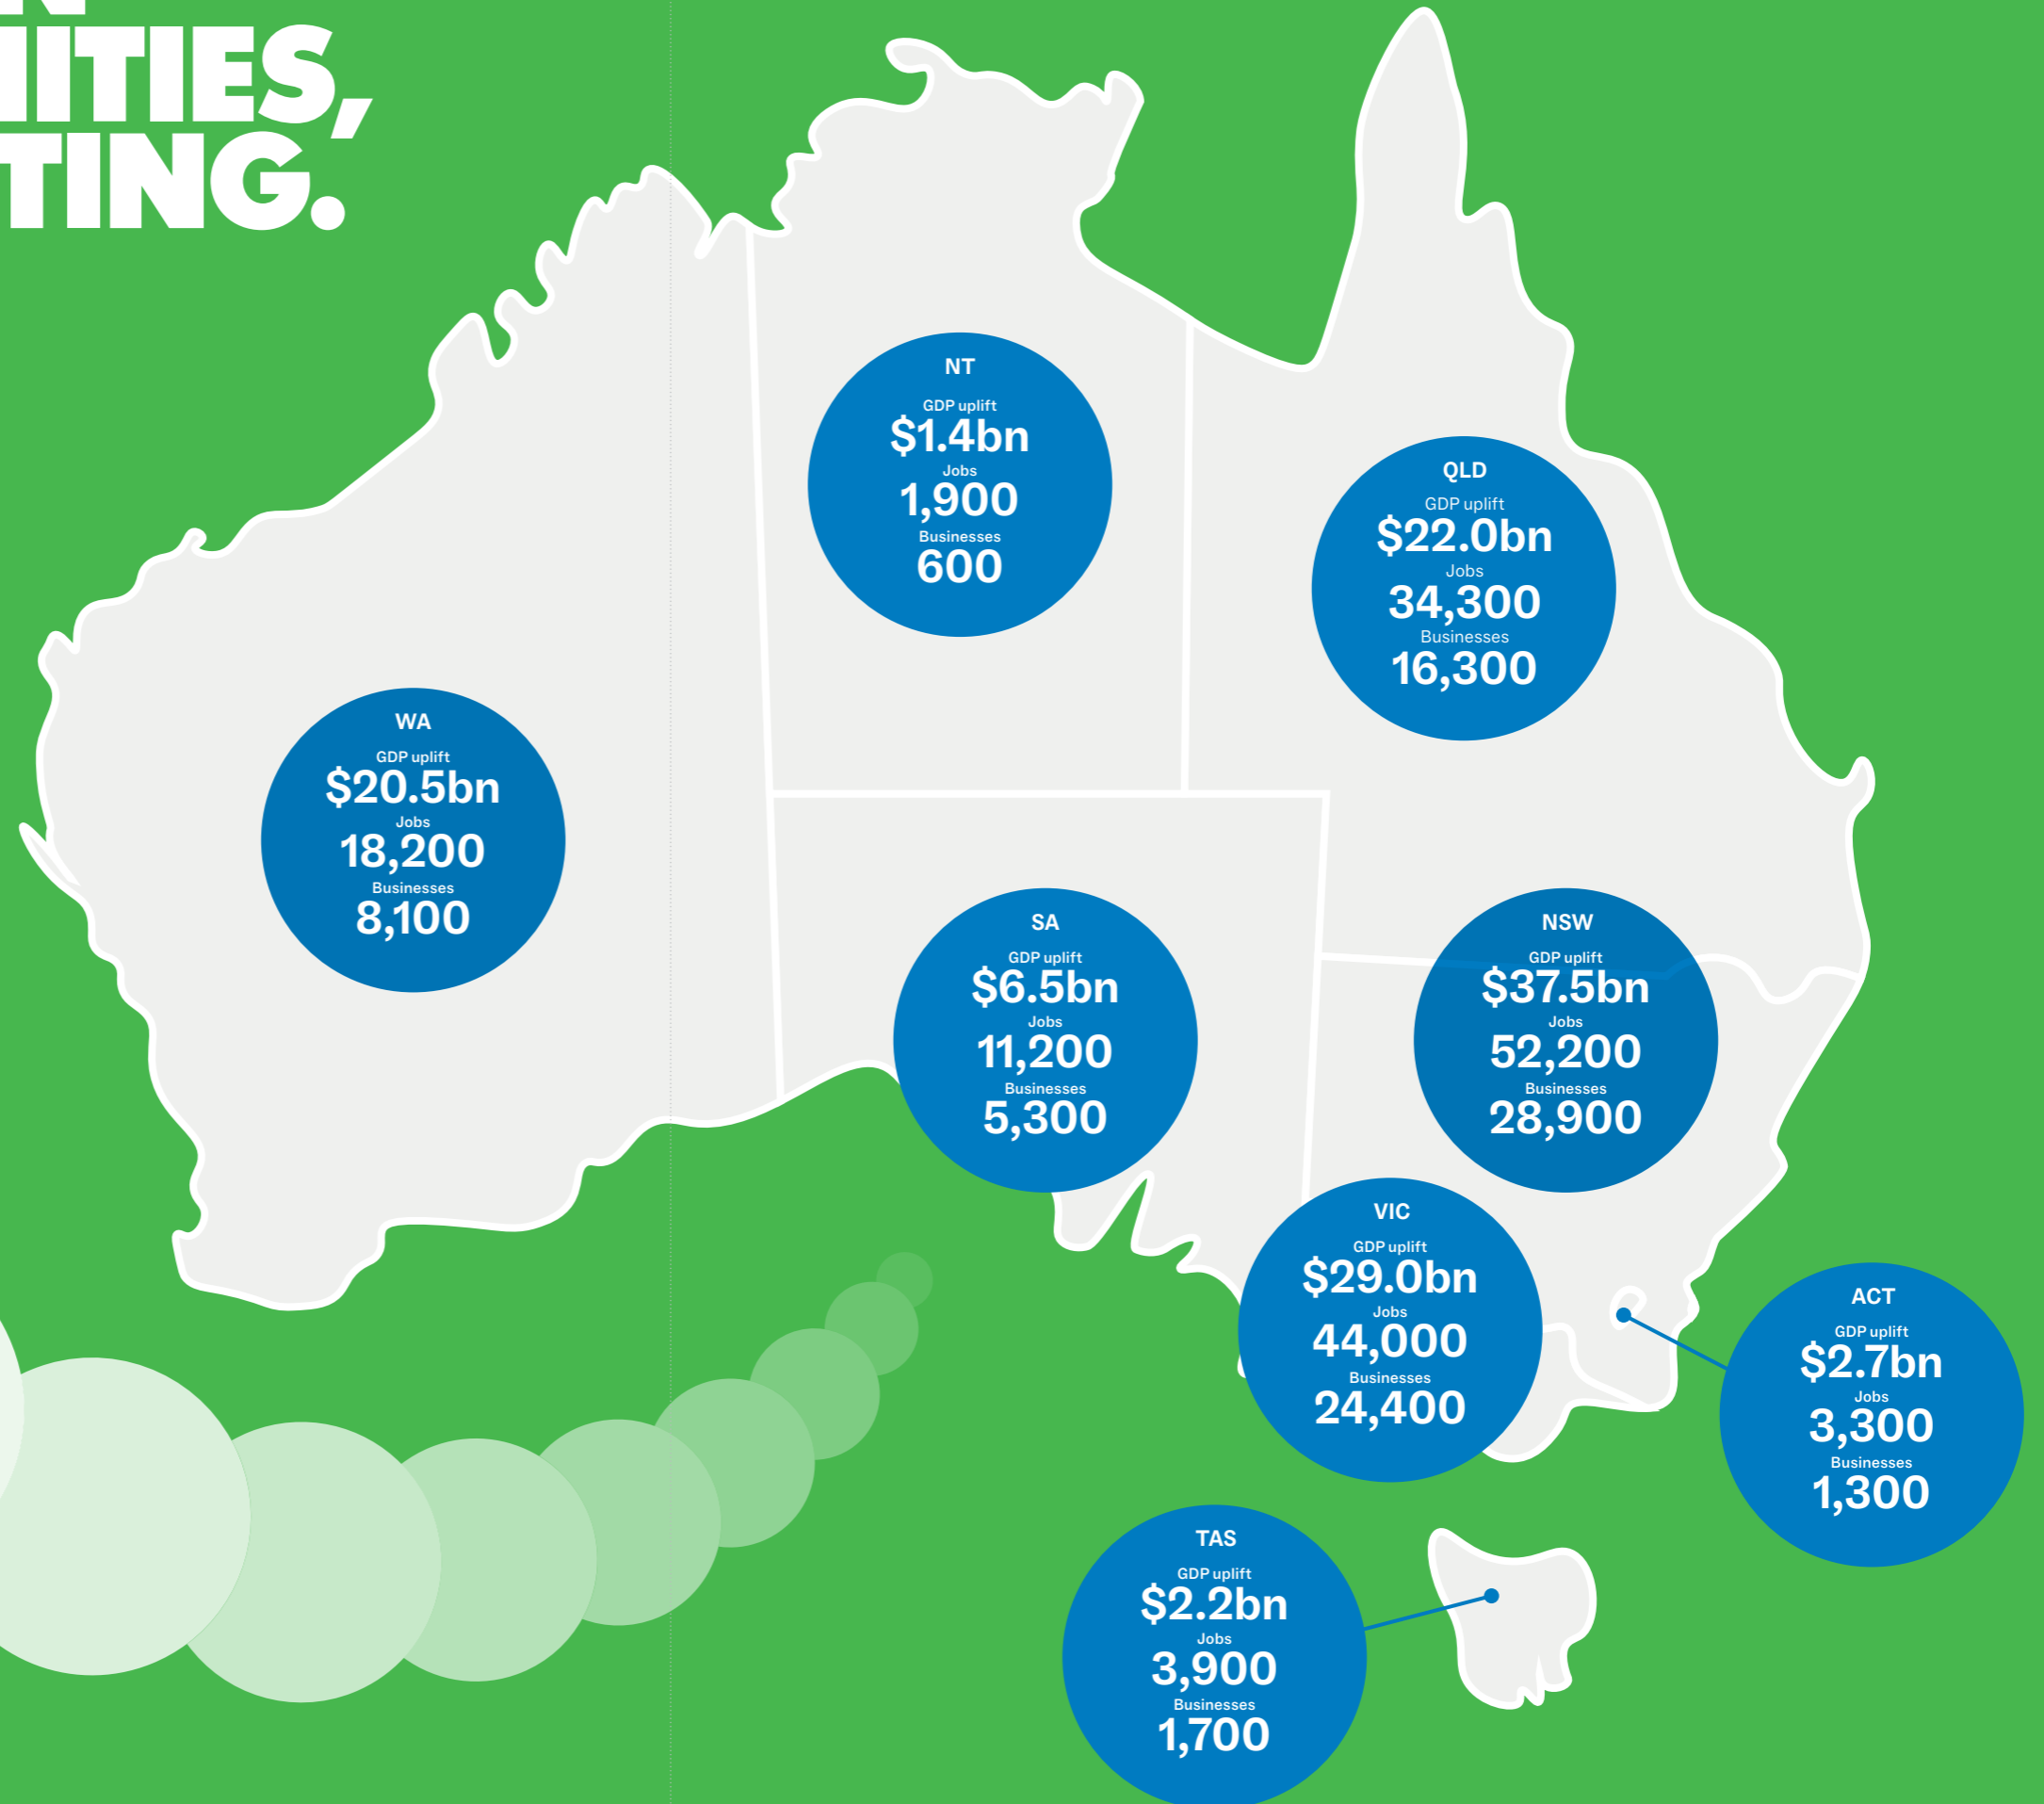 ITIES,
TING.
NT
GDP uplift
$1.4bn
Jobs
1,900
Businesses
600
QLD
GDP uplift
$22.0bn
Jobs
34,300
Businesses
16,300
WA
GDP uplift
$20.5bn
Jobs
18,200
Businesses
8,100
SA
GDP uplift
$6.5bn
Jobs
11,200
Businesses
5,300
NSW
GDP uplift
$37.5bn
Jobs
52,200
Businesses
28,900
VIC
GDP uplift
$29.0bn
Jobs
44,000
Businesses
24,400
ACT
GDP uplift
$2.7bn
Jobs
3,300
Businesses
1,300
TAS
GDP uplift
$2.2bn
Jobs
3,900
Businesses
1,700